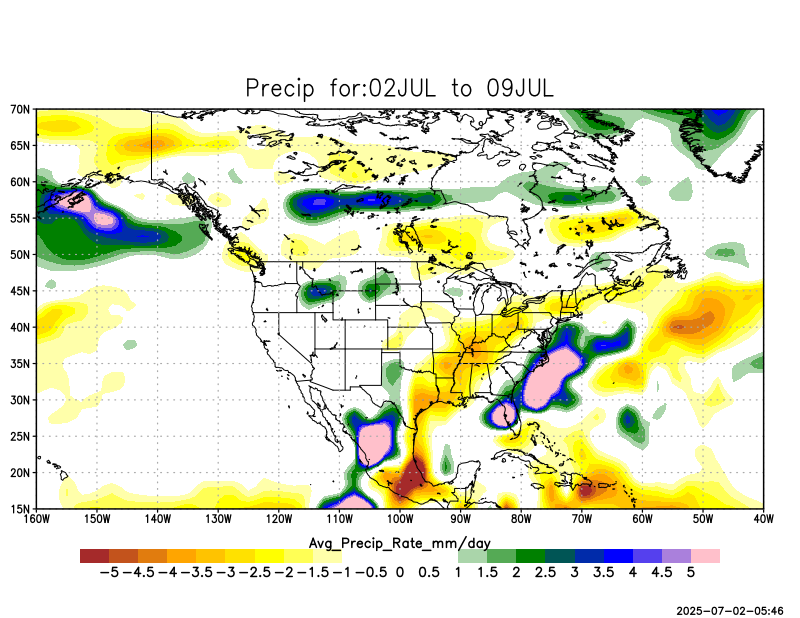 Precip for:02JUL to 09JUL
70N
65N
60N
55N
50N
45N
40N
35N
30N
25N
20N
15N
160W 150W 140W 130W 120W 110W 100W 90W 80W 70W 60W 50W 40W
Avg_Precip_Rate_mm/day
-5 -4.5 -4 -3.5 -3 -2.5 -2 -1.5 -1 -0.5 0 0.5 1 1.5 2 2.5 3 3.5 4 4.5 5
2025-07-02-05:46